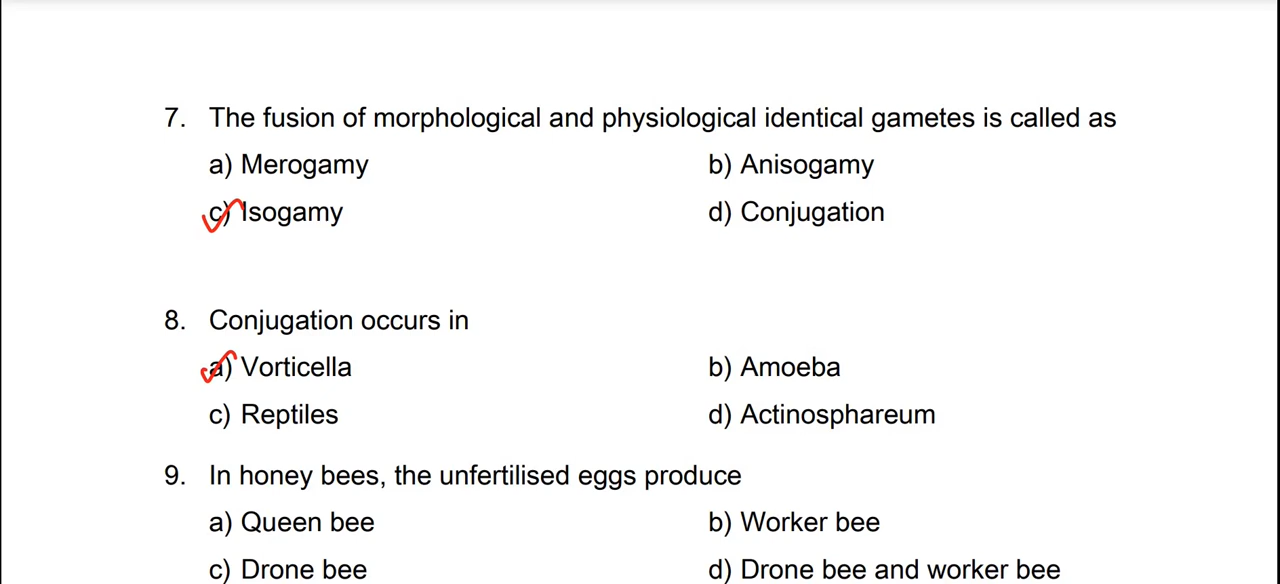 7. The fusion of morphological and physiological identical gametes is called as
a) Merogamy b) Anisogamy
c) Isogamy d) Conjugation
8. Conjugation occurs in
a) Vorticella b) Amoeba
c) Reptiles d) Actinosphareum
9. In honey bees, the unfertilised eggs produce
a) Queen bee b) Worker bee
c) Drone bee d) Drone bee and worker bee